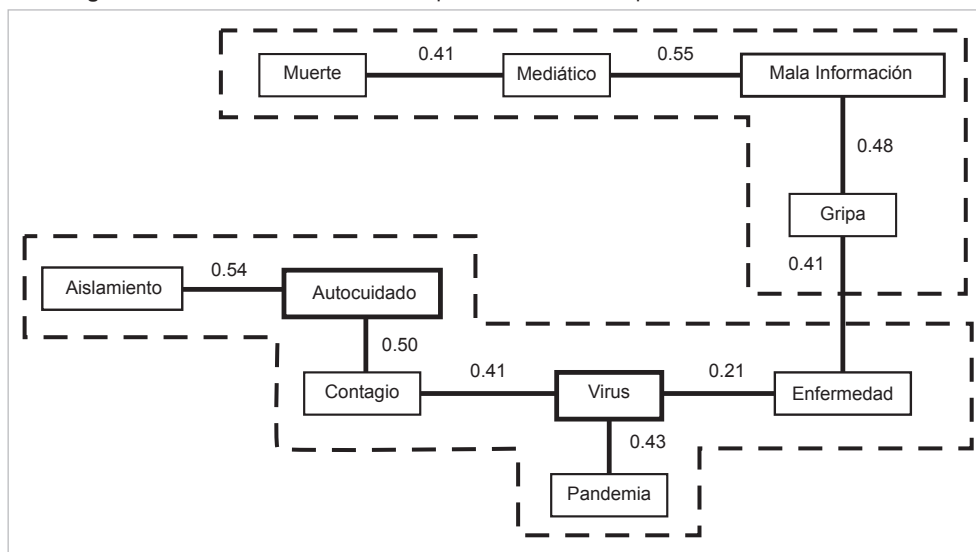 0.41
0.55
Muerte
Mediático
Mala Información
0.48
Gripa
0.41
0.54
Aislamiento
Autocuidado
0.50
0.41
0.21
Contagio
Virus
Enfermedad
0.43
Pandemia